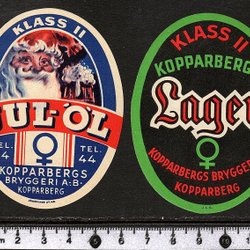 KLASS II
JUL-ÖL
TEL. 44
TEL. 44
KOPPARBERGS
BRYGGERI A·B·
KOPPARBERG
KLASS II
KOPPARBERGS
Lager
KOPPARBERGS BRYGGERI
KOPPARBERG